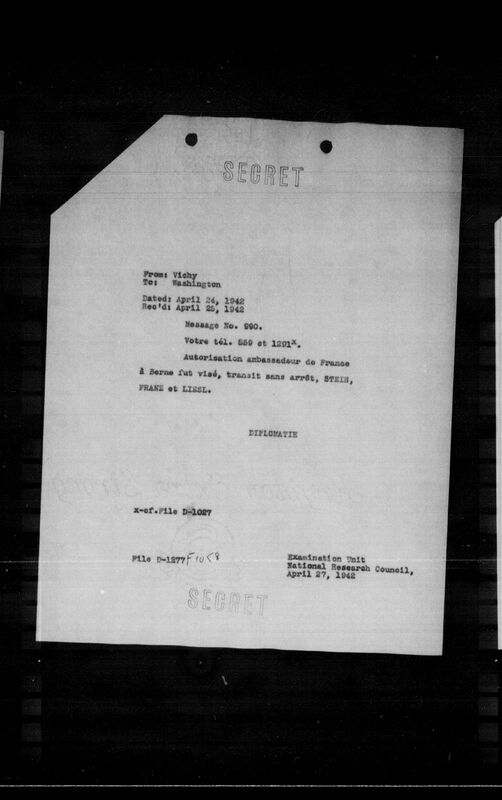 SECRET
From: Vichy
To: Washington
Dated: April 24, 1942
Rec'd: April 25, 1942
Message No. 990.
Votre tél. 559 et 1291x.
Autorisation ambassadeur de France
à Berne fut visé, transit sans arrêt, STEIN,
FRANZ et LIESL.
DIPLOMATIE
x-cf.File D-1027
File D-1277 F1058
Examination Unit
National Research Council,
April 27, 1942
SECRET